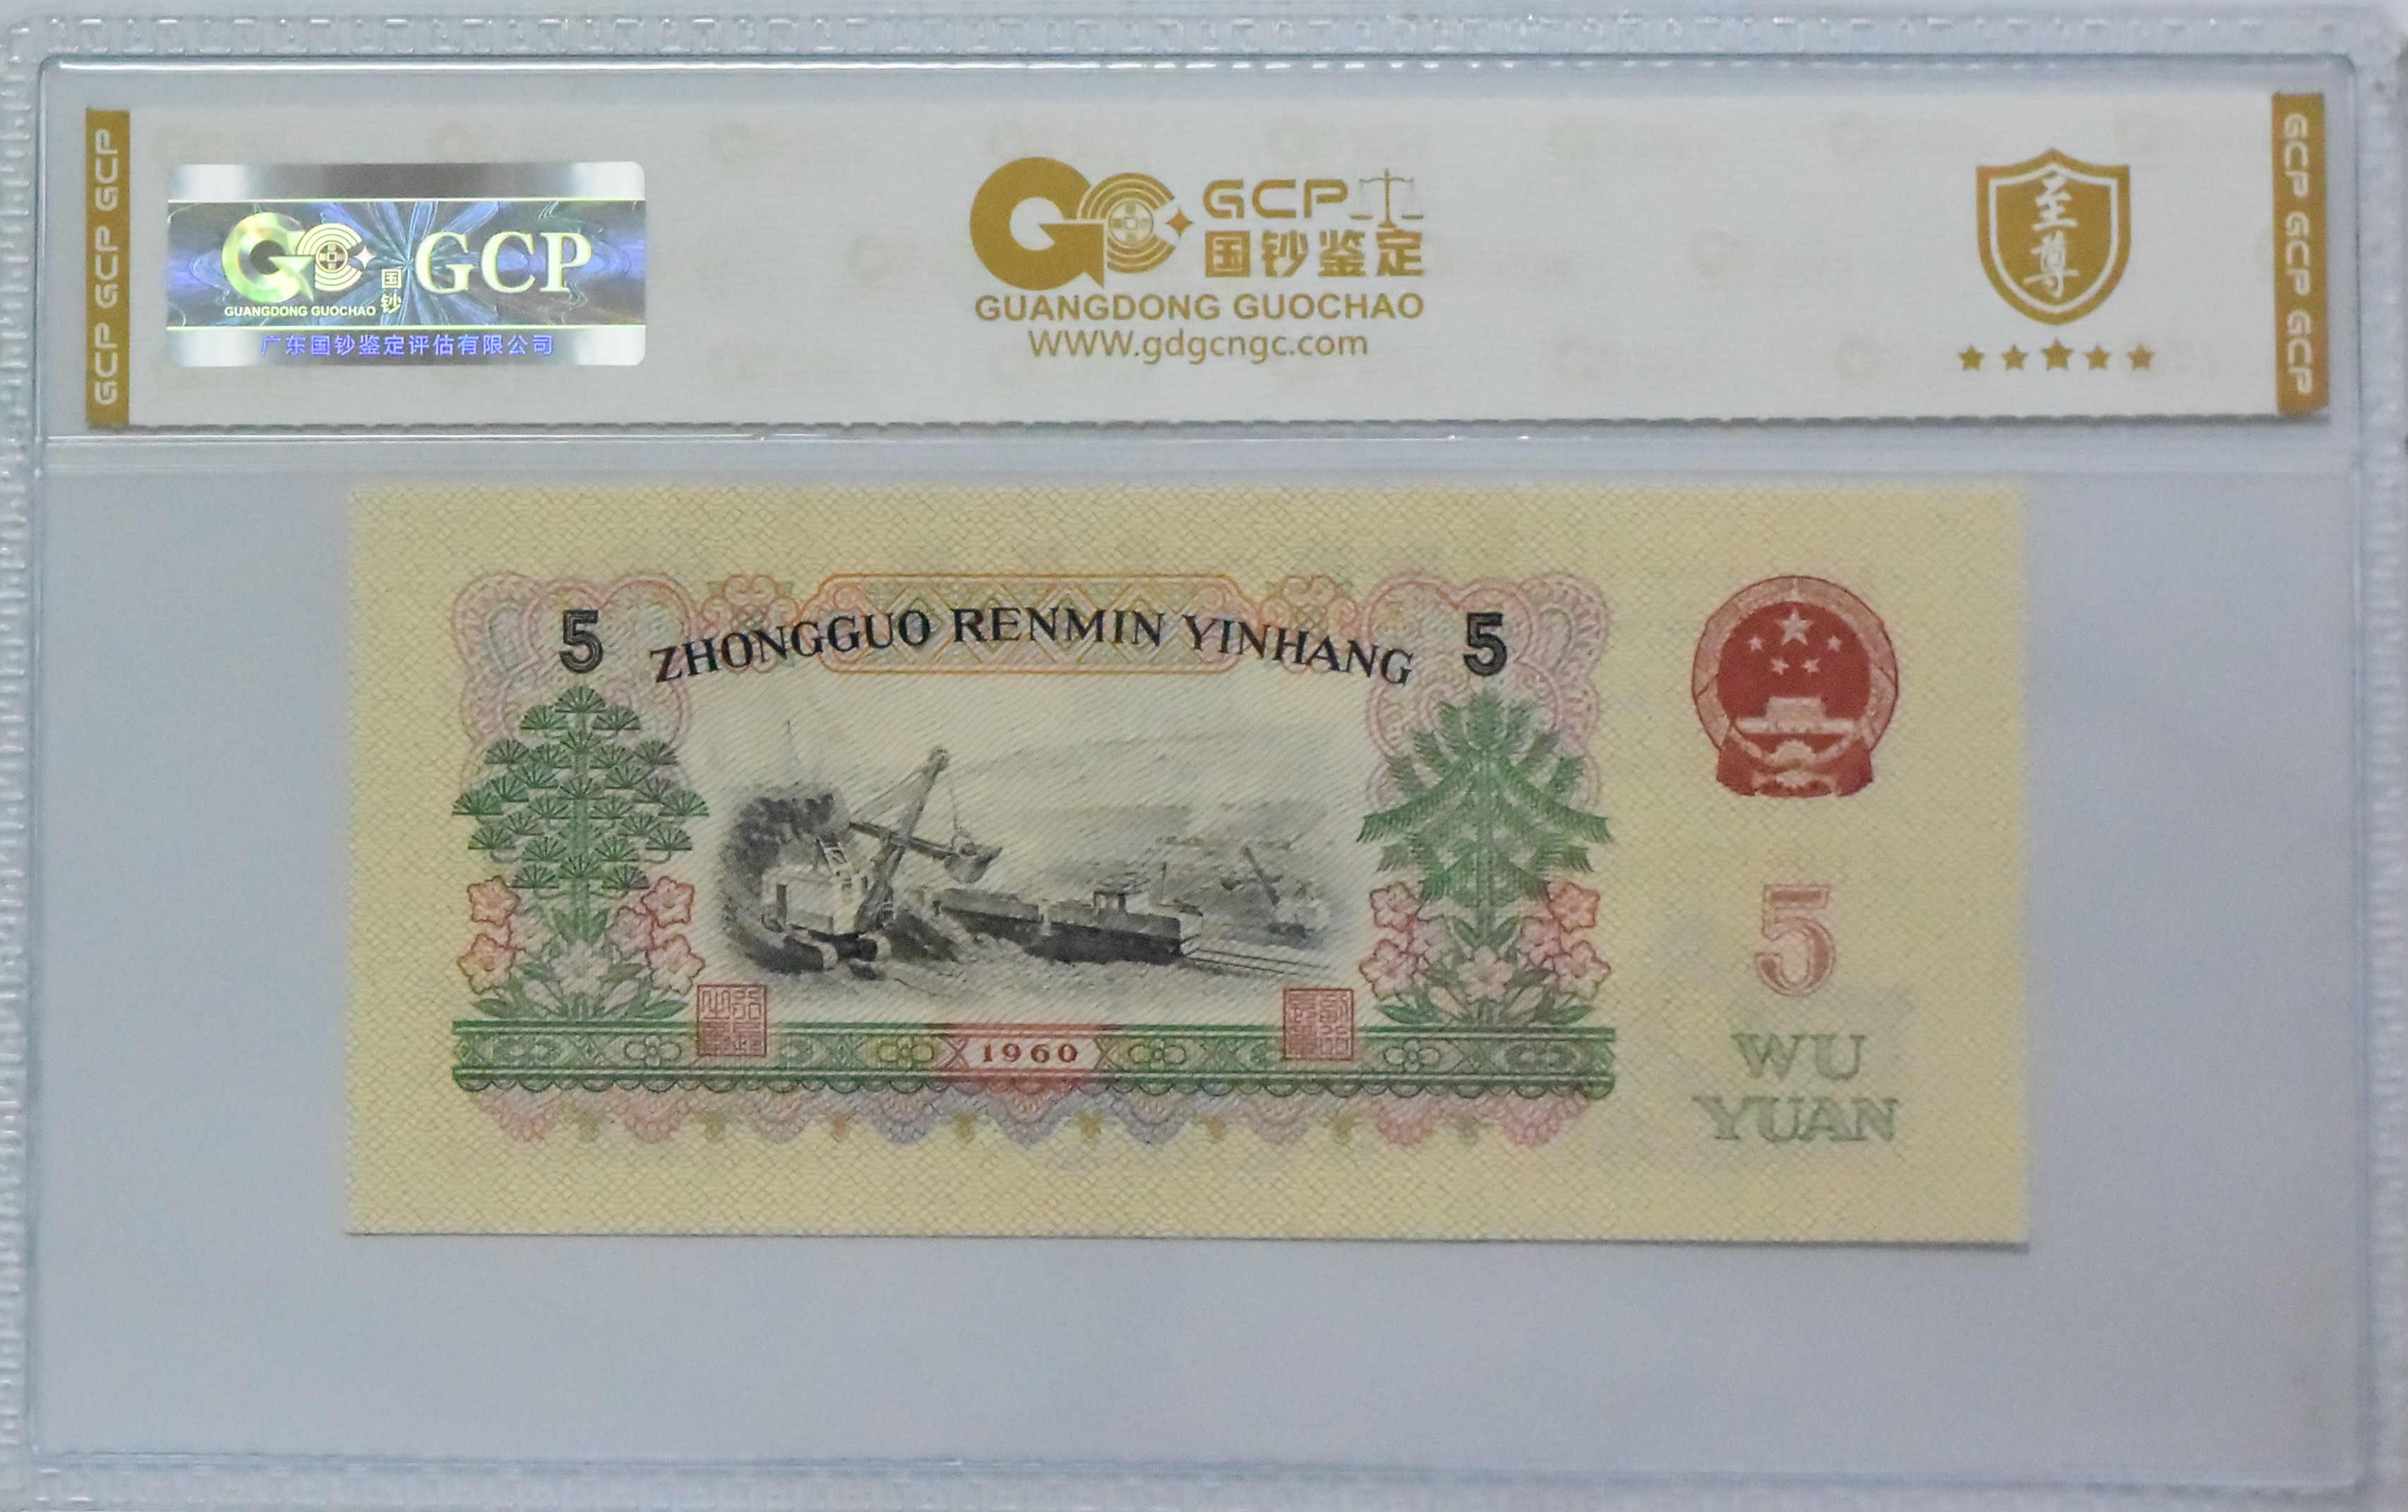 GCP GCP GCP
GCP
国钞
GUANGDONG GUOCHAO
广东国钞鉴定评估有限公司
GCP
国钞鉴定
GUANGDONG GUOCHAO
WWW.gdgcngc.com
至尊
GCP GCP GCP
5 ZHONGGUO RENMIN YINHANG 5
1960
5
WU
YUAN